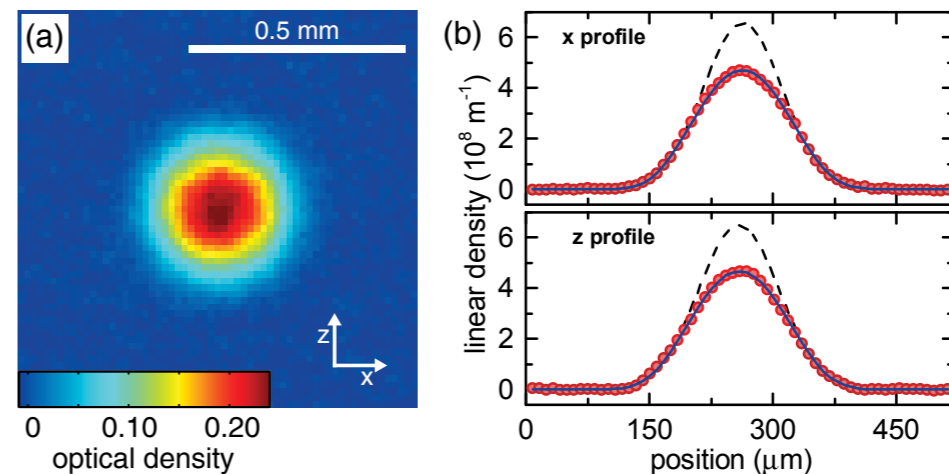 (a)
0.5 mm
z
x
0 0.10 0.20
optical density
(b)
x profile
6
4
2
0
z profile
6
4
2
0
linear density (10⁸ m⁻¹)
0 150 300 450
position (μm)